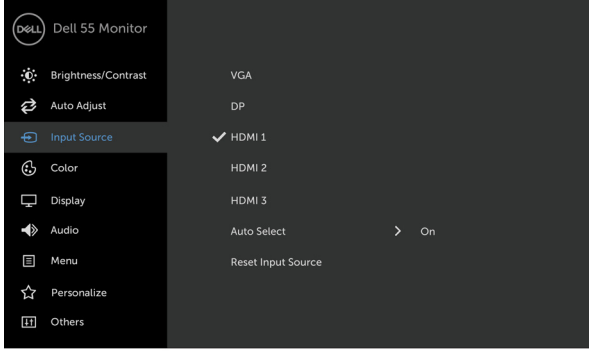 DELL Dell 55 Monitor
Brightness/Contrast
Auto Adjust
Input Source
Color
Display
Audio
Menu
Personalize
Others
VGA
DP
HDMI 1
HDMI 2
HDMI 3
Auto Select > On
Reset Input Source